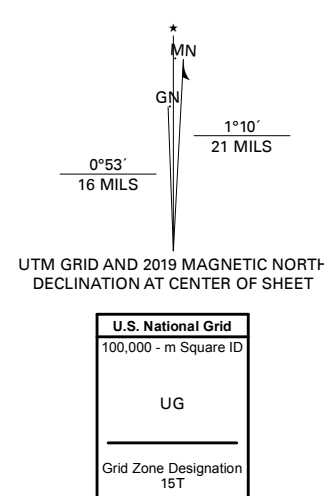 ★
MN
GN
1°10´
21 MILS
0°53´
16 MILS
UTM GRID AND 2019 MAGNETIC NORTH
DECLINATION AT CENTER OF SHEET
U.S. National Grid
100,000 - m Square ID
UG
Grid Zone Designation
15T